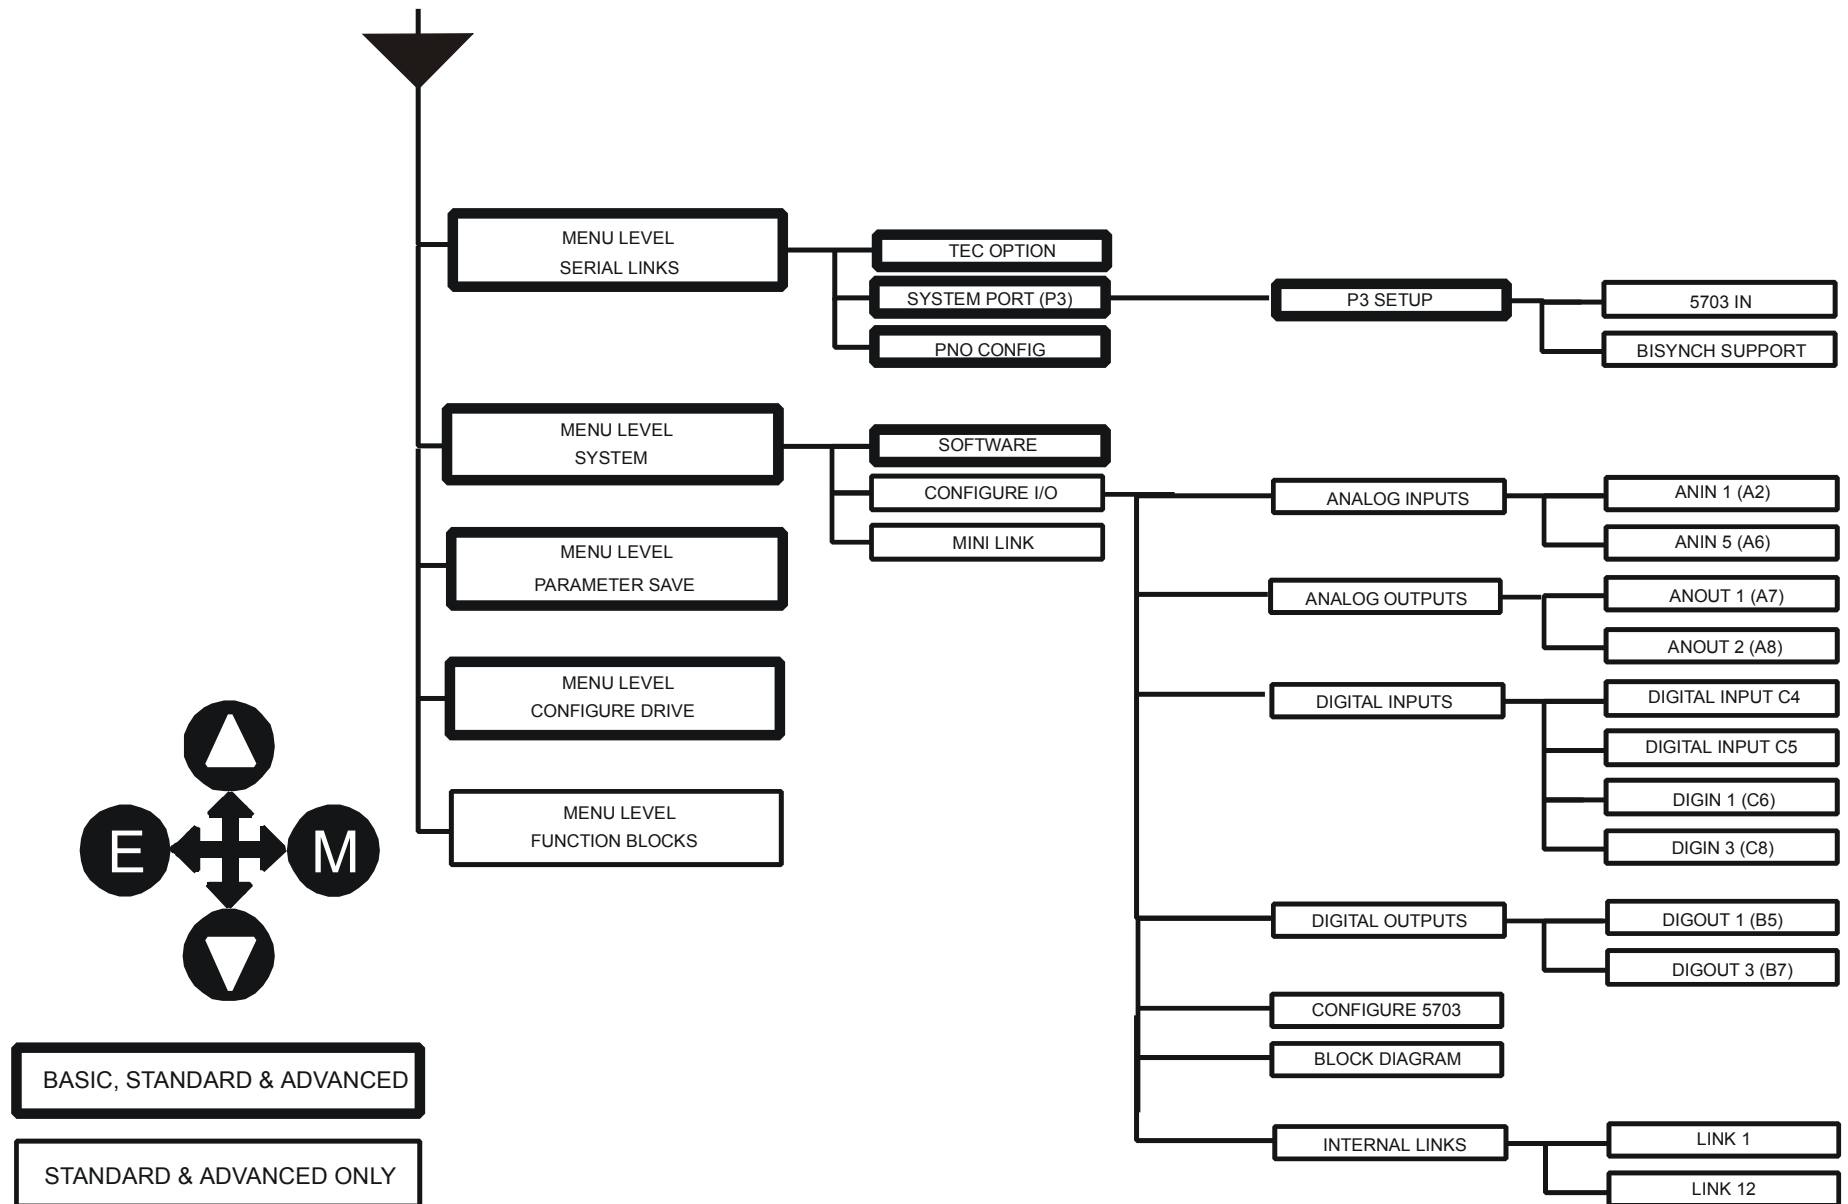 MENU LEVEL
SERIAL LINKS
TEC OPTION
SYSTEM PORT (P3)
PNO CONFIG
P3 SETUP
5703 IN
BISYNCH SUPPORT
MENU LEVEL
SYSTEM
SOFTWARE
CONFIGURE I/O
MINI LINK
ANALOG INPUTS
ANIN 1 (A2)
ANIN 5 (A6)
ANALOG OUTPUTS
ANOUT 1 (A7)
ANOUT 2 (A8)
DIGITAL INPUTS
DIGITAL INPUT C4
DIGITAL INPUT C5
DIGIN 1 (C6)
DIGIN 3 (C8)
DIGITAL OUTPUTS
DIGOUT 1 (B5)
DIGOUT 3 (B7)
CONFIGURE 5703
BLOCK DIAGRAM
INTERNAL LINKS
LINK 1
LINK 12
MENU LEVEL
PARAMETER SAVE
MENU LEVEL
CONFIGURE DRIVE
MENU LEVEL
FUNCTION BLOCKS
E
M
BASIC, STANDARD & ADVANCED
STANDARD & ADVANCED ONLY